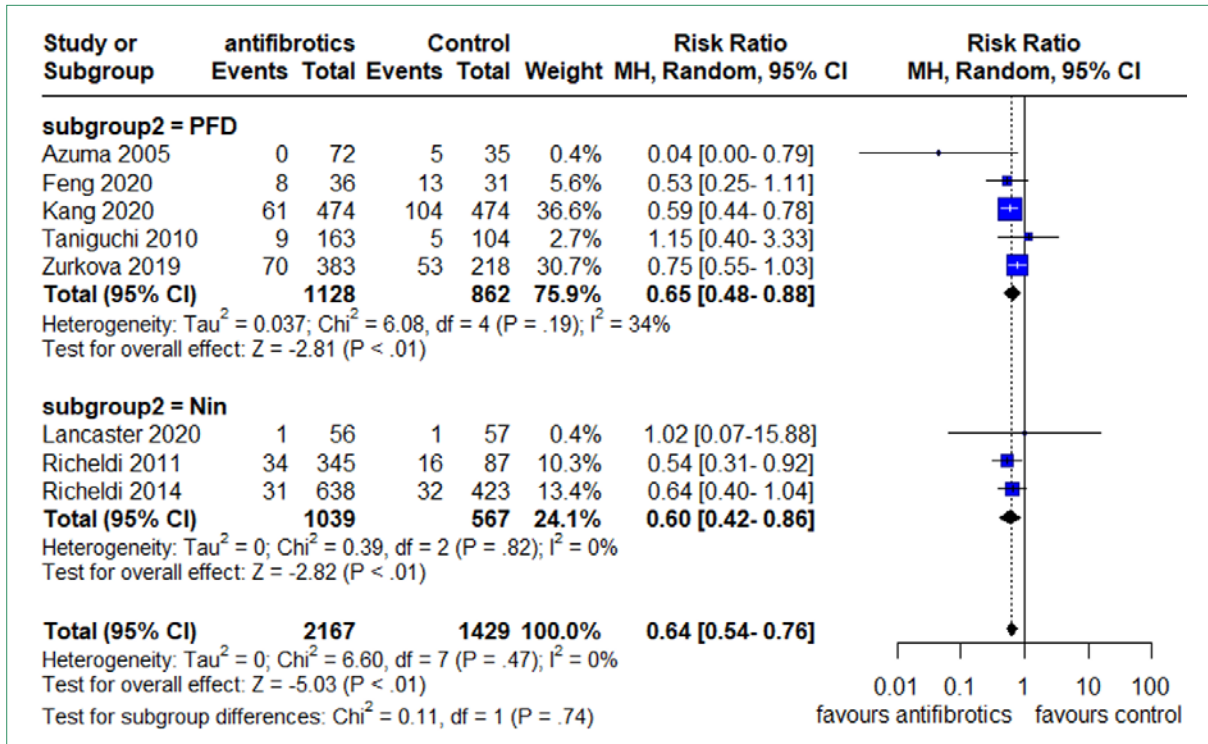 Study or antifibrotics Control Risk Ratio Risk Ratio
Subgroup Events Total Events Total Weight MH, Random, 95% CI MH, Random, 95% CI
subgroup2 = PFD
Azuma 2005 0 72 5 35 0.4% 0.04 [0.00- 0.79]
Feng 2020 8 36 13 31 5.6% 0.53 [0.25- 1.11]
Kang 2020 61 474 104 474 36.6% 0.59 [0.44- 0.78]
Taniguchi 2010 9 163 5 104 2.7% 1.15 [0.40- 3.33]
Zurkova 2019 70 383 53 218 30.7% 0.75 [0.55- 1.03]
Total (95% CI) 1128 862 75.9% 0.65 [0.48- 0.88]
Heterogeneity: Tau² = 0.037; Chi² = 6.08, df = 4 (P = .19); I² = 34%
Test for overall effect: Z = -2.81 (P < .01)
subgroup2 = Nin
Lancaster 2020 1 56 1 57 0.4% 1.02 [0.07-15.88]
Richeldi 2011 34 345 16 87 10.3% 0.54 [0.31- 0.92]
Richeldi 2014 31 638 32 423 13.4% 0.64 [0.40- 1.04]
Total (95% CI) 1039 567 24.1% 0.60 [0.42- 0.86]
Heterogeneity: Tau² = 0; Chi² = 0.39, df = 2 (P = .82); I² = 0%
Test for overall effect: Z = -2.82 (P < .01)
Total (95% CI) 2167 1429 100.0% 0.64 [0.54- 0.76]
Heterogeneity: Tau² = 0; Chi² = 6.60, df = 7 (P = .47); I² = 0%
Test for overall effect: Z = -5.03 (P < .01)
Test for subgroup differences: Chi² = 0.11, df = 1 (P = .74)
0.01 0.1 1 10 100
favours antifibrotics favours control